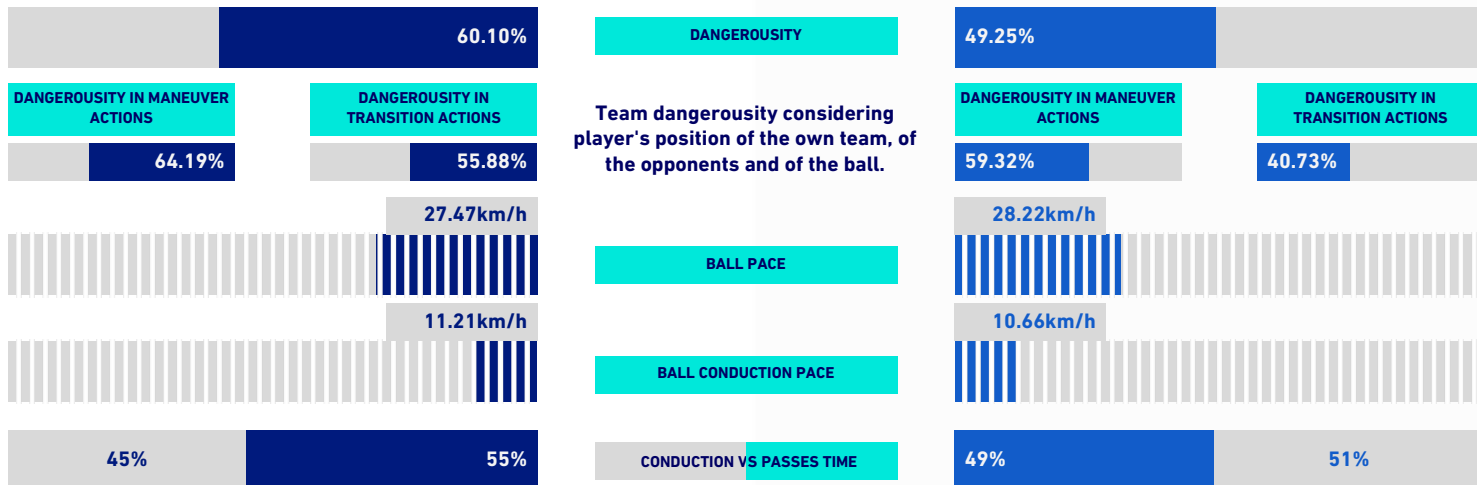 60.10%
DANGEROUSITY
49.25%
DANGEROUSITY IN MANEUVER
ACTIONS
DANGEROUSITY IN
TRANSITION ACTIONS
64.19%
55.88%
Team dangerousity considering
player's position of the own team, of
the opponents and of the ball.
DANGEROUSITY IN MANEUVER
ACTIONS
DANGEROUSITY IN
TRANSITION ACTIONS
59.32%
40.73%
27.47km/h
BALL PACE
28.22km/h
11.21km/h
BALL CONDUCTION PACE
10.66km/h
45%
55%
CONDUCTION VS PASSES TIME
49%
51%